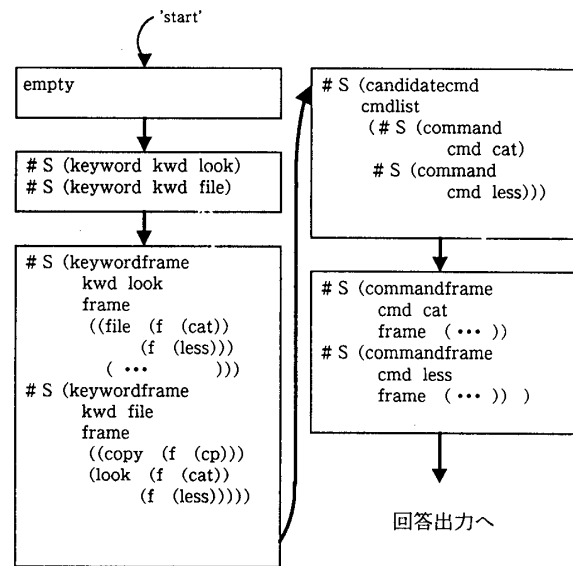 'start'
empty
# S (keyword kwd look)
# S (keyword kwd file)
# S (keywordframe
kwd look
frame
((file (f (cat))
(f (less)))
( ••• )))
# S (keywordframe
kwd file
frame
((copy (f (cp)))
(look (f (cat))
(f (less)))))
# S (candidatecmd
cmdlist
(# S (command
cmd cat)
# S (command
cmd less)))
# S (commandframe
cmd cat
frame ( ••• ))
# S (commandframe
cmd less
frame ( ••• )) )
回答出力へ